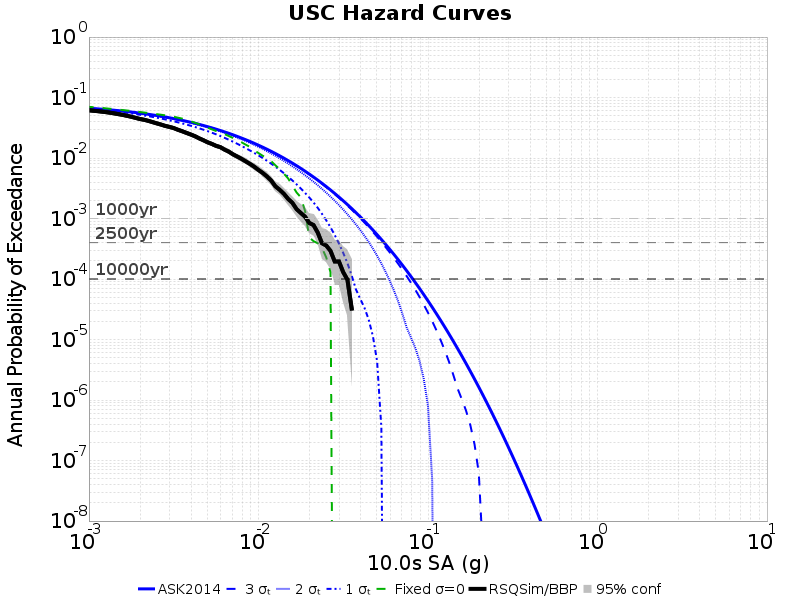 USC Hazard Curves
Annual Probability of Exceedance
10^0
10^-1
10^-2
10^-3
10^-4
10^-5
10^-6
10^-7
10^-8
1000yr
2500yr
10000yr
10^-3 10^-2 10^-1 10^0 10^1
10.0s SA (g)
ASK2014 3 σₜ 2 σₜ 1 σₜ Fixed σ=0 RSQSim/BBP 95% conf